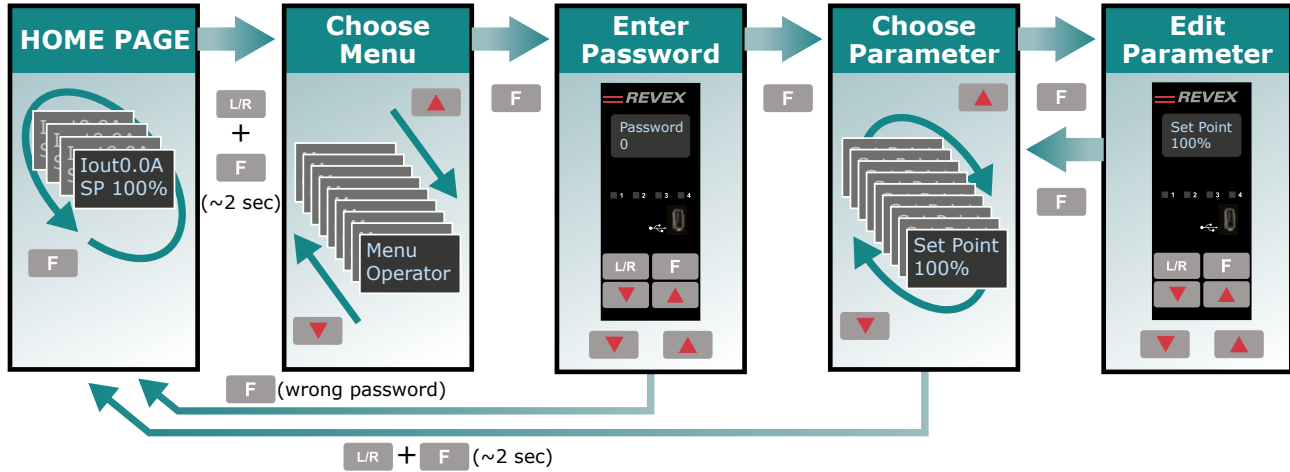 HOME PAGE
Iout0.0A
SP 100%
F
L/R
+
F
(~2 sec)
Choose
Menu
Menu
Operator
F
Enter
Password
REVEX
Password
0
1 2 3 4
L/R F
F
Choose
Parameter
Set Point
100%
F
F
Edit
Parameter
REVEX
Set Point
100%
1 2 3 4
L/R F
F (wrong password)
L/R + F (~2 sec)